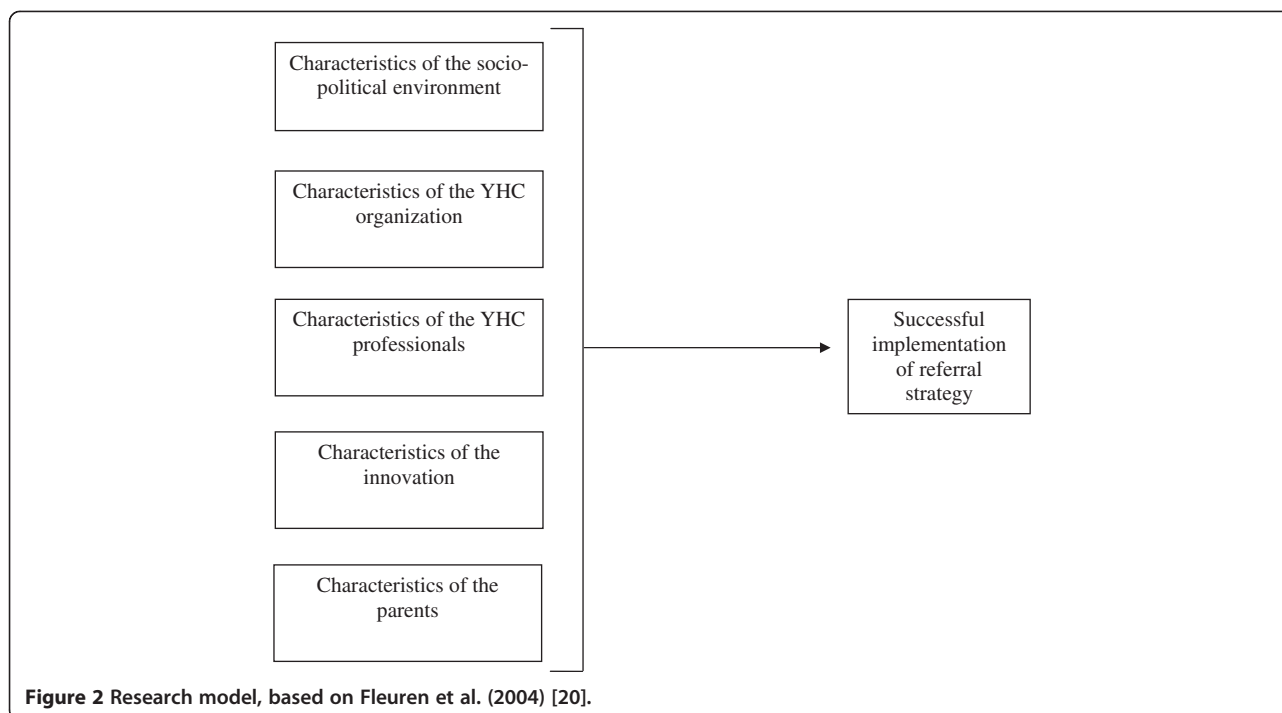 Characteristics of the socio-
political environment
Characteristics of the YHC
organization
Characteristics of the YHC
professionals
Successful
implementation
of referral
strategy
Characteristics of the
innovation
Characteristics of the
parents
Figure 2 Research model, based on Fleuren et al. (2004) [20].